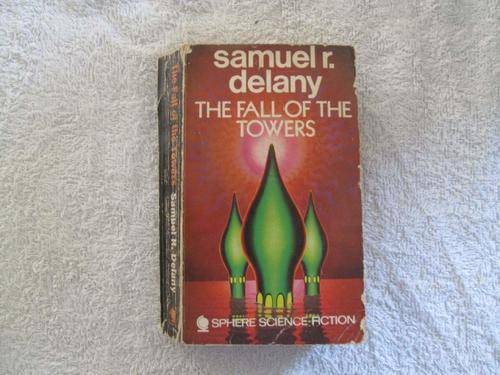 samuel r.
delany
THE FALL OF THE
TOWERS
SPHERE SCIENCE FICTION
The Fall of the Towers Samuel R. Delany